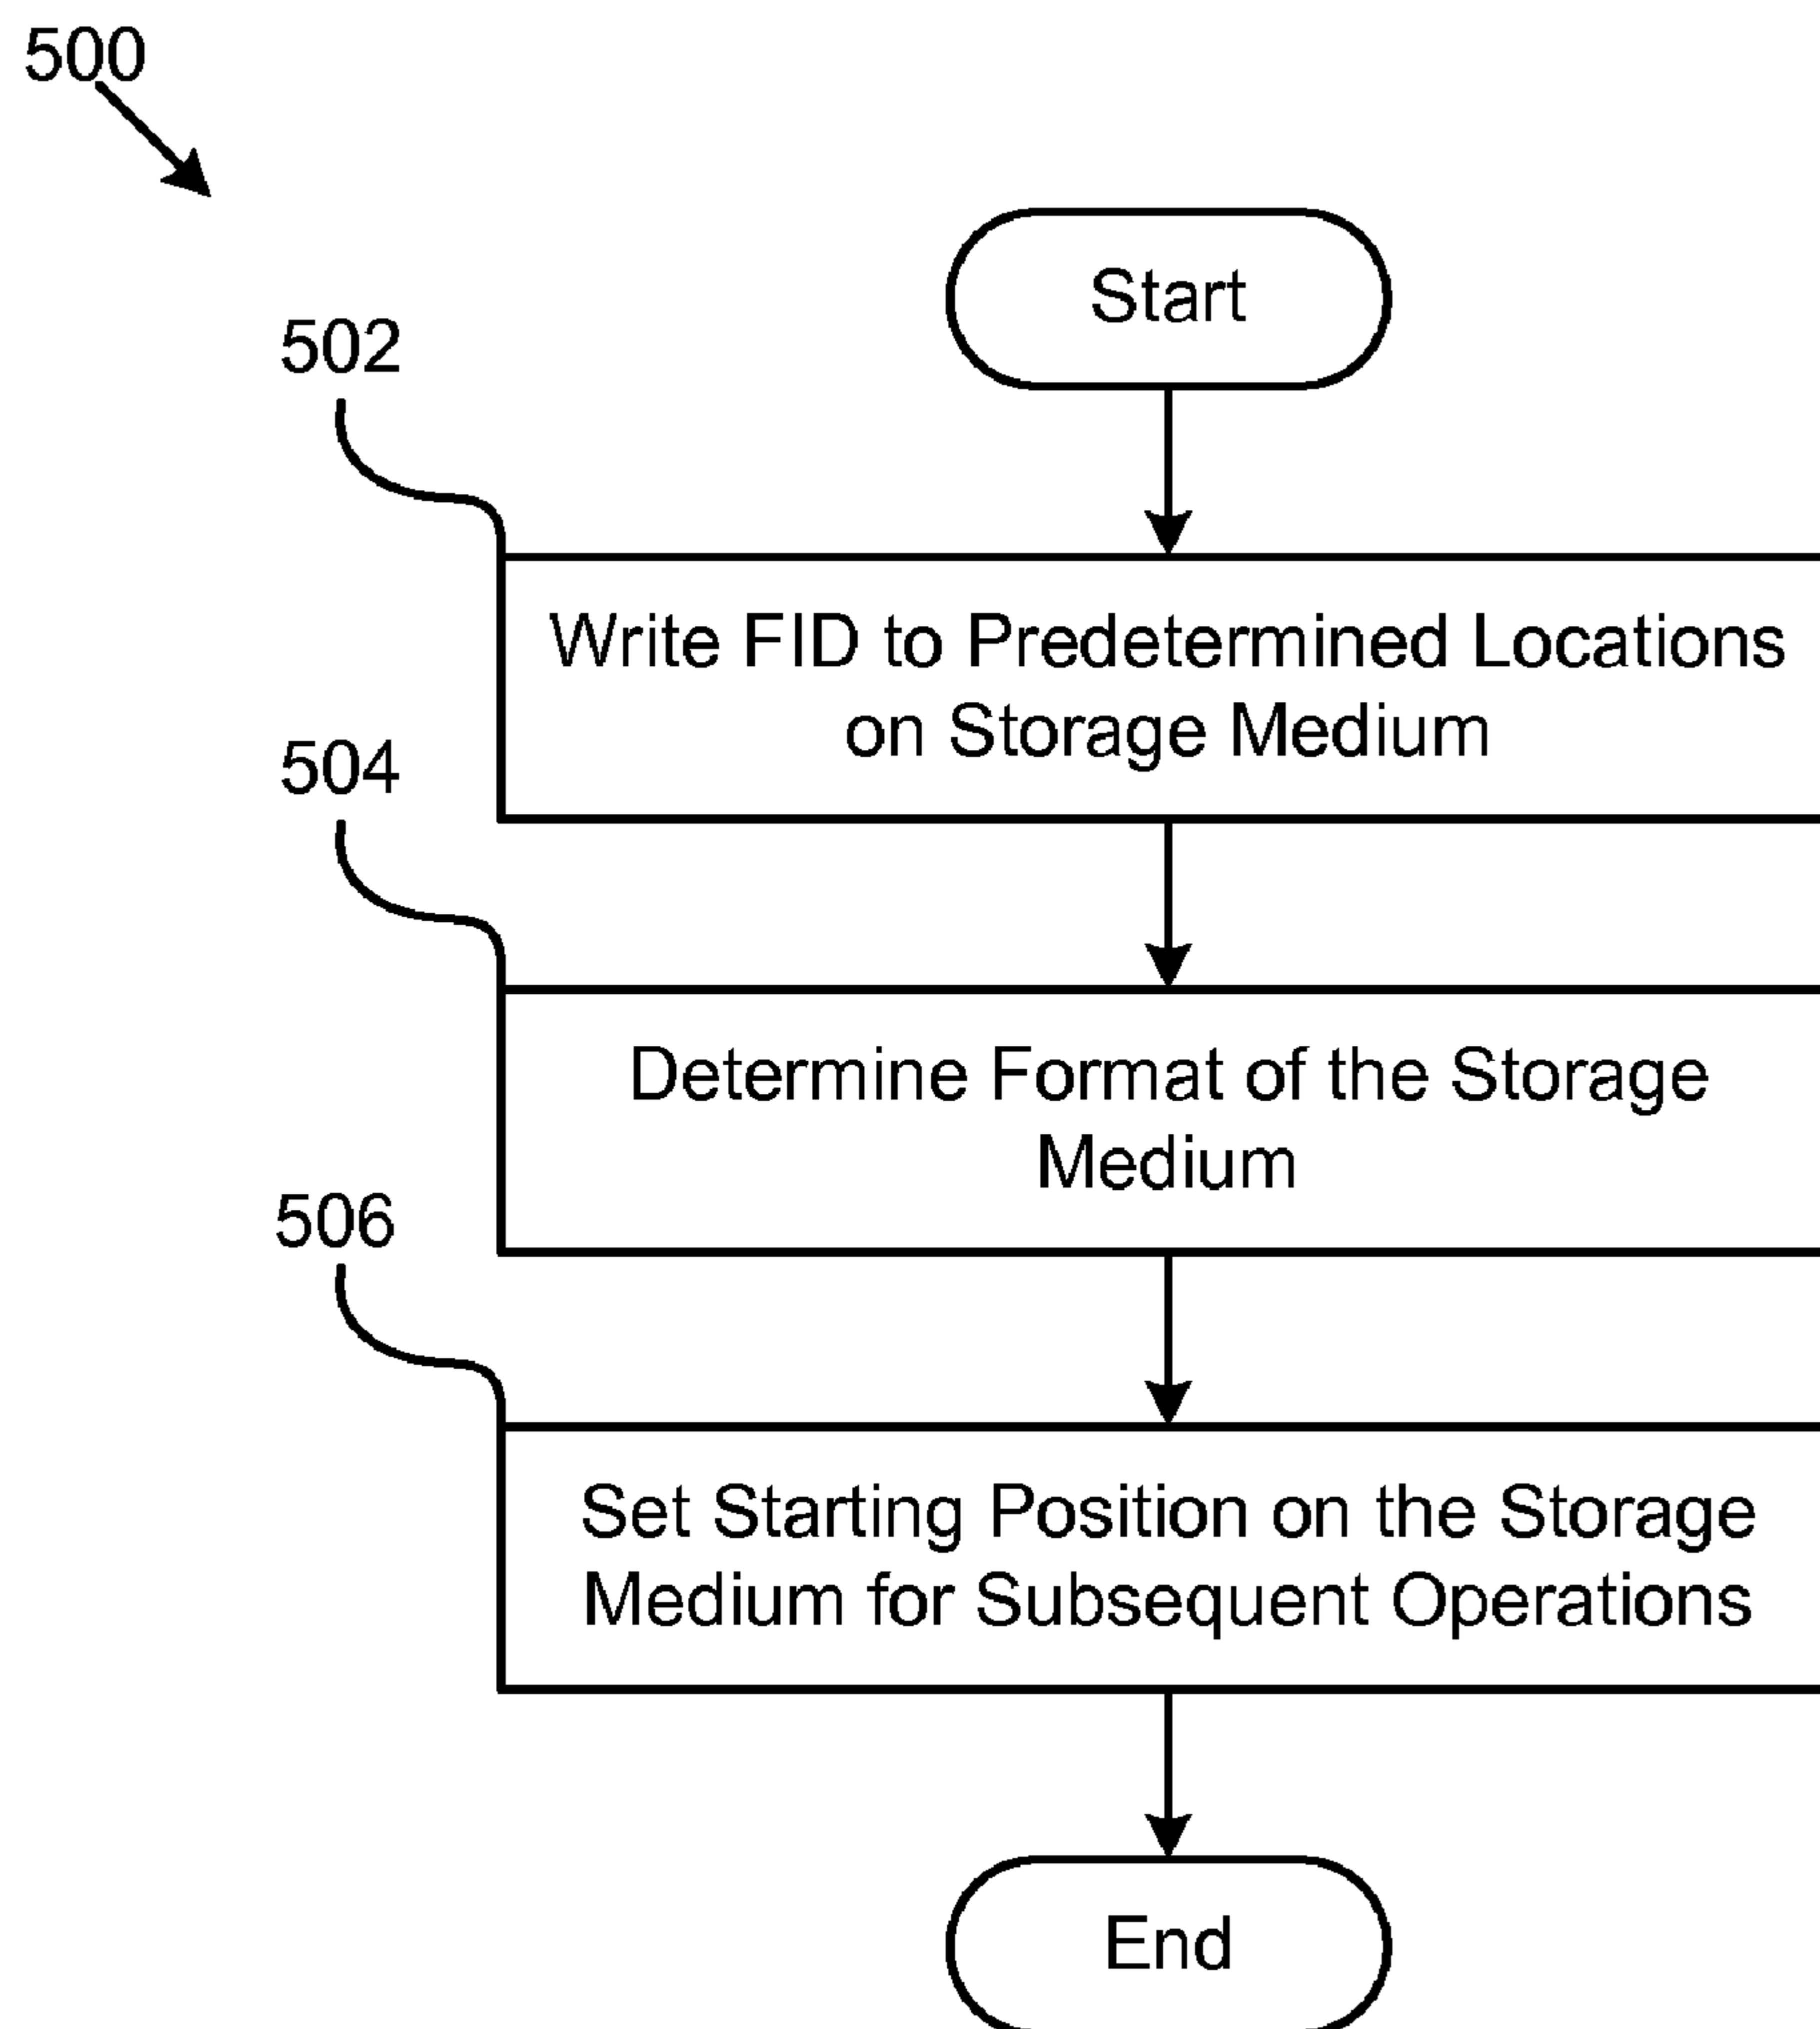 500
Start
502
Write FID to Predetermined Locations
on Storage Medium
504
Determine Format of the Storage
Medium
506
Set Starting Position on the Storage
Medium for Subsequent Operations
End